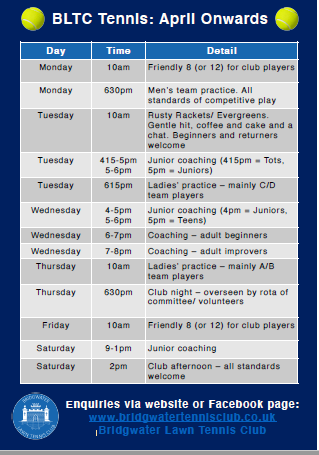 BLTC Tennis: April Onwards
Day Time Detail
Monday 10am Friendly 8 (or 12) for club players
Monday 630pm Men's team practice. All
standards of competitive play
Tuesday 10am Rusty Rackets/ Evergreens.
Gentle hit, coffee and cake and a
chat. Beginners and returners
welcome
Tuesday 415-5pm Junior coaching (415pm = Tots,
5-6pm 5pm = Juniors)
Tuesday 615pm Ladies' practice – mainly C/D
team players
Wednesday 4-5pm Junior coaching (4pm = Juniors,
5-6pm 5pm = Teens)
Wednesday 6-7pm Coaching – adult beginners
Wednesday 7-8pm Coaching – adult improvers
Thursday 10am Ladies' practice – mainly A/B
team players
Thursday 630pm Club night – overseen by rota of
committee/ volunteers
Friday 10am Friendly 8 (or 12) for club players
Saturday 9-1pm Junior coaching
Saturday 2pm Club afternoon – all standards
welcome
Enquiries via website or Facebook page:
www.bridgwatertennisclub.co.uk
Bridgwater Lawn Tennis Club
BRIDGWATER
LAWN TENNIS CLUB